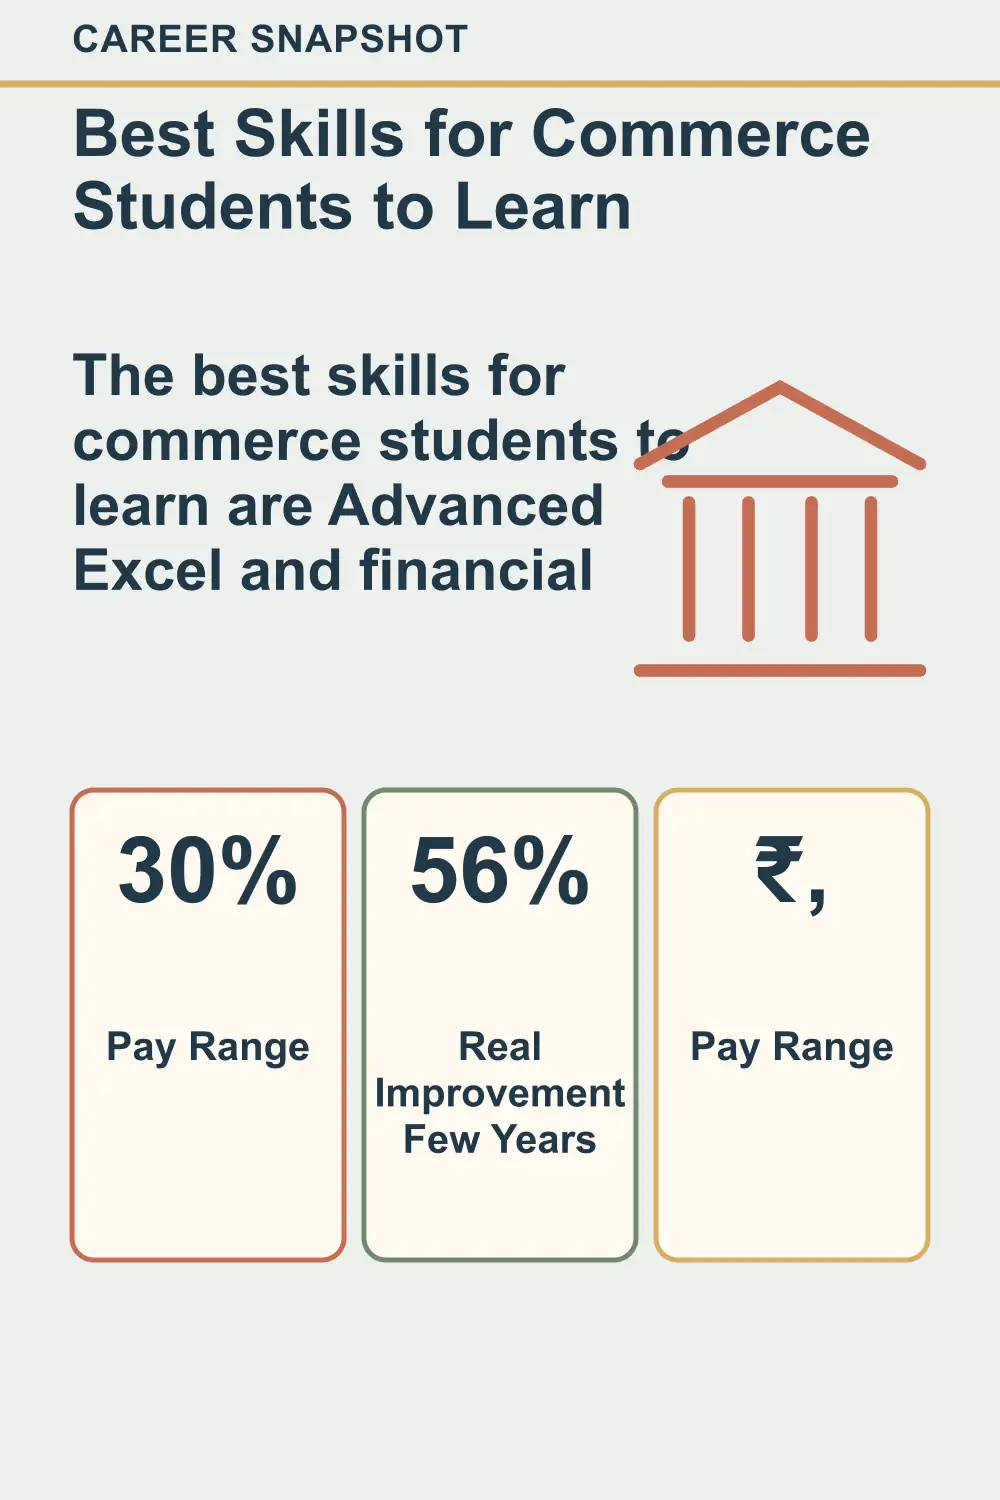 CAREER SNAPSHOT
Best Skills for Commerce
Students to Learn
The best skills for
commerce students to
learn are Advanced
Excel and financial
30%
Pay Range
56%
Real
Improvement
Few Years
₹,
Pay Range